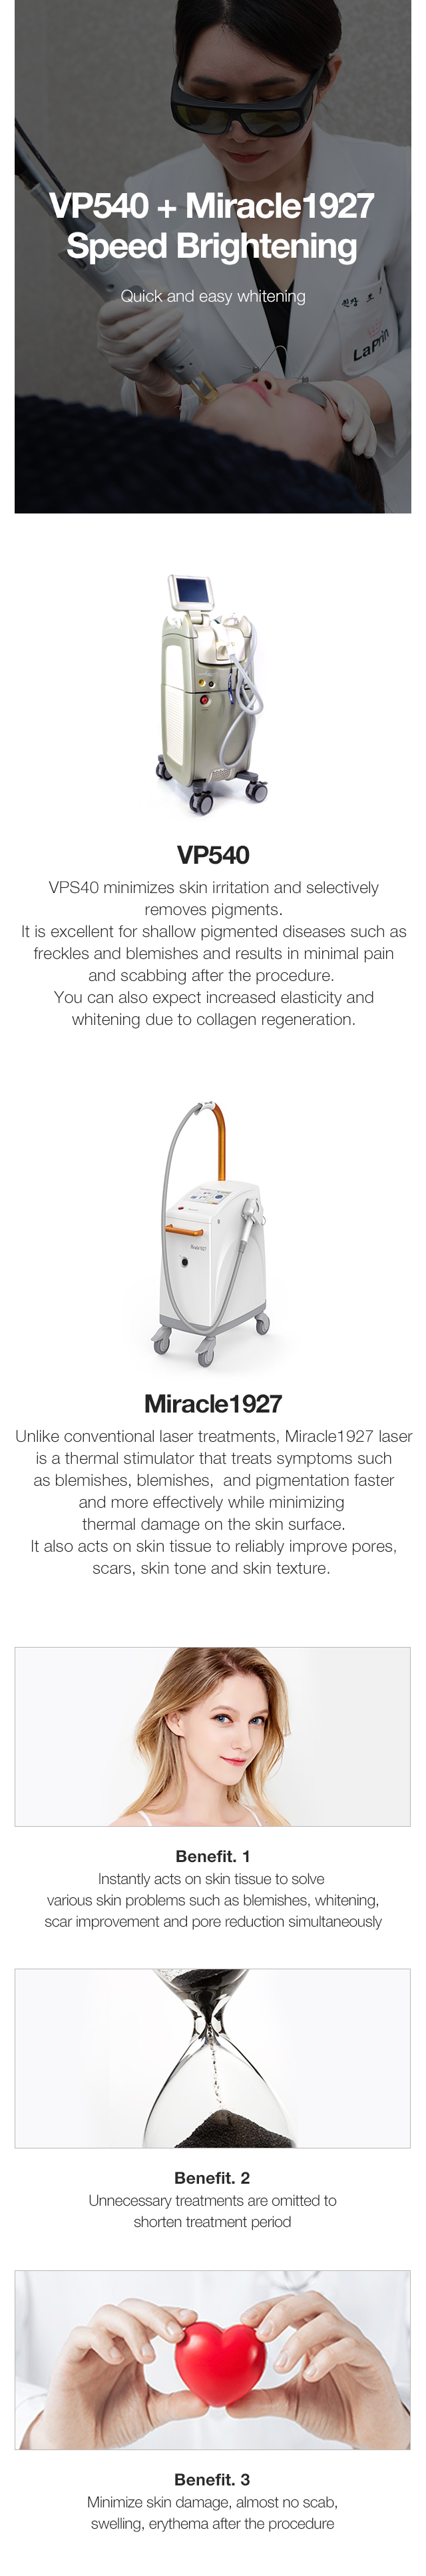 VP540 + Miracle1927
Speed Brightening
Quick and easy whitening
LaPrin
VP540
VPS40 minimizes skin irritation and selectively
removes pigments.
It is excellent for shallow pigmented diseases such as
freckles and blemishes and results in minimal pain
and scabbing after the procedure.
You can also expect increased elasticity and
whitening due to collagen regeneration.
Miracle1927
Unlike conventional laser treatments, Miracle1927 laser
is a thermal stimulator that treats symptoms such
as blemishes, blemishes,  and pigmentation faster
and more effectively while minimizing
thermal damage on the skin surface.
It also acts on skin tissue to reliably improve pores,
scars, skin tone and skin texture.
Benefit. 1
Instantly acts on skin tissue to solve
various skin problems such as blemishes, whitening,
scar improvement and pore reduction simultaneously
Benefit. 2
Unnecessary treatments are omitted to
shorten treatment period
Benefit. 3
Minimize skin damage, almost no scab,
swelling, erythema after the procedure